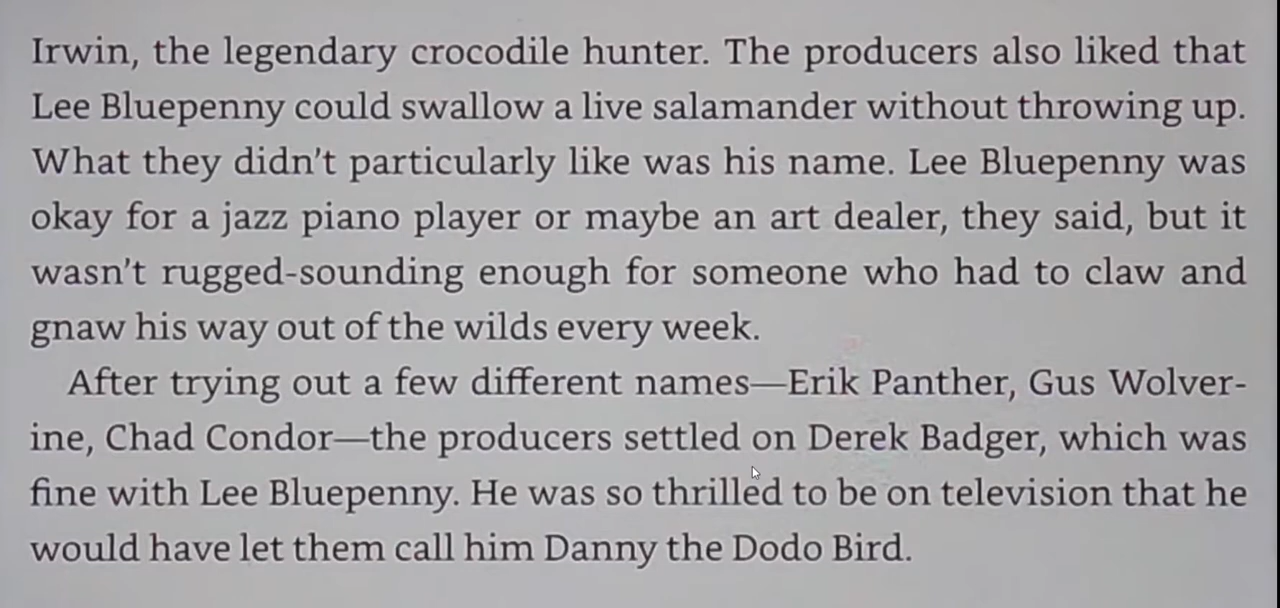 Irwin, the legendary crocodile hunter. The producers also liked that
Lee Bluepenny could swallow a live salamander without throwing up.
What they didn't particularly like was his name. Lee Bluepenny was
okay for a jazz piano player or maybe an art dealer, they said, but it
wasn't rugged-sounding enough for someone who had to claw and
gnaw his way out of the wilds every week.
After trying out a few different names—Erik Panther, Gus Wolver-
ine, Chad Condor—the producers settled on Derek Badger, which was
fine with Lee Bluepenny. He was so thrilled to be on television that he
would have let them call him Danny the Dodo Bird.